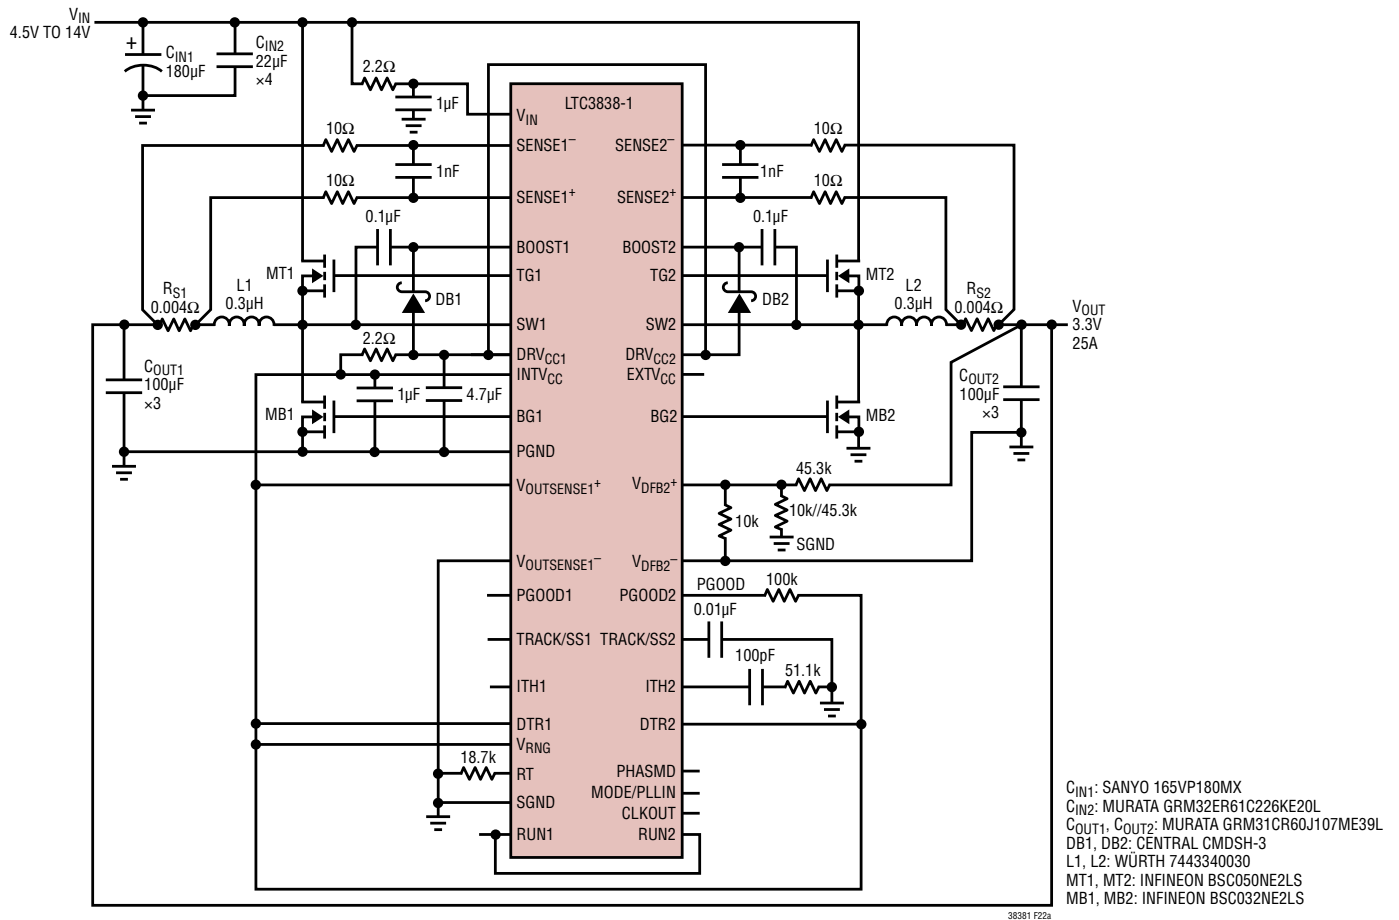 VIN
4.5V TO 14V
+
CIN1
180µF
CIN2
22µF
×4
2.2Ω
1µF
LTC3838-1
VIN
10Ω
SENSE1–
SENSE2–
10Ω
1nF
1nF
10Ω
SENSE1+
SENSE2+
10Ω
0.1µF
0.1µF
BOOST1
BOOST2
MT1
TG1
TG2
MT2
DB1
DB2
RS1
0.004Ω
L1
0.3µH
L2
0.3µH
RS2
0.004Ω
VOUT
3.3V
25A
SW1
SW2
2.2Ω
DRVCC1
DRVCC2
INTVCC
EXTVCC
COUT1
100µF
×3
1µF
4.7µF
COUT2
100µF
×3
MB1
BG1
BG2
MB2
PGND
45.3k
VOUTSENSE1+
VDFB2+
10k
10k//45.3k
SGND
VOUTSENSE1–
VDFB2–
PGOOD1
PGOOD2
PGOOD
100k
0.01µF
TRACK/SS1
TRACK/SS2
100pF
51.1k
ITH1
ITH2
DTR1
DTR2
VRNG
18.7k
RT
PHASMD
MODE/PLLIN
SGND
CLKOUT
RUN1
RUN2
CIN1: SANYO 165VP180MX
CIN2: MURATA GRM32ER61C226KE20L
COUT1, COUT2: MURATA GRM31CR60J107ME39L
DB1, DB2: CENTRAL CMDSH-3
L1, L2: WÜRTH 7443340030
MT1, MT2: INFINEON BSC050NE2LS
MB1, MB2: INFINEON BSC032NE2LS
38381 F22a